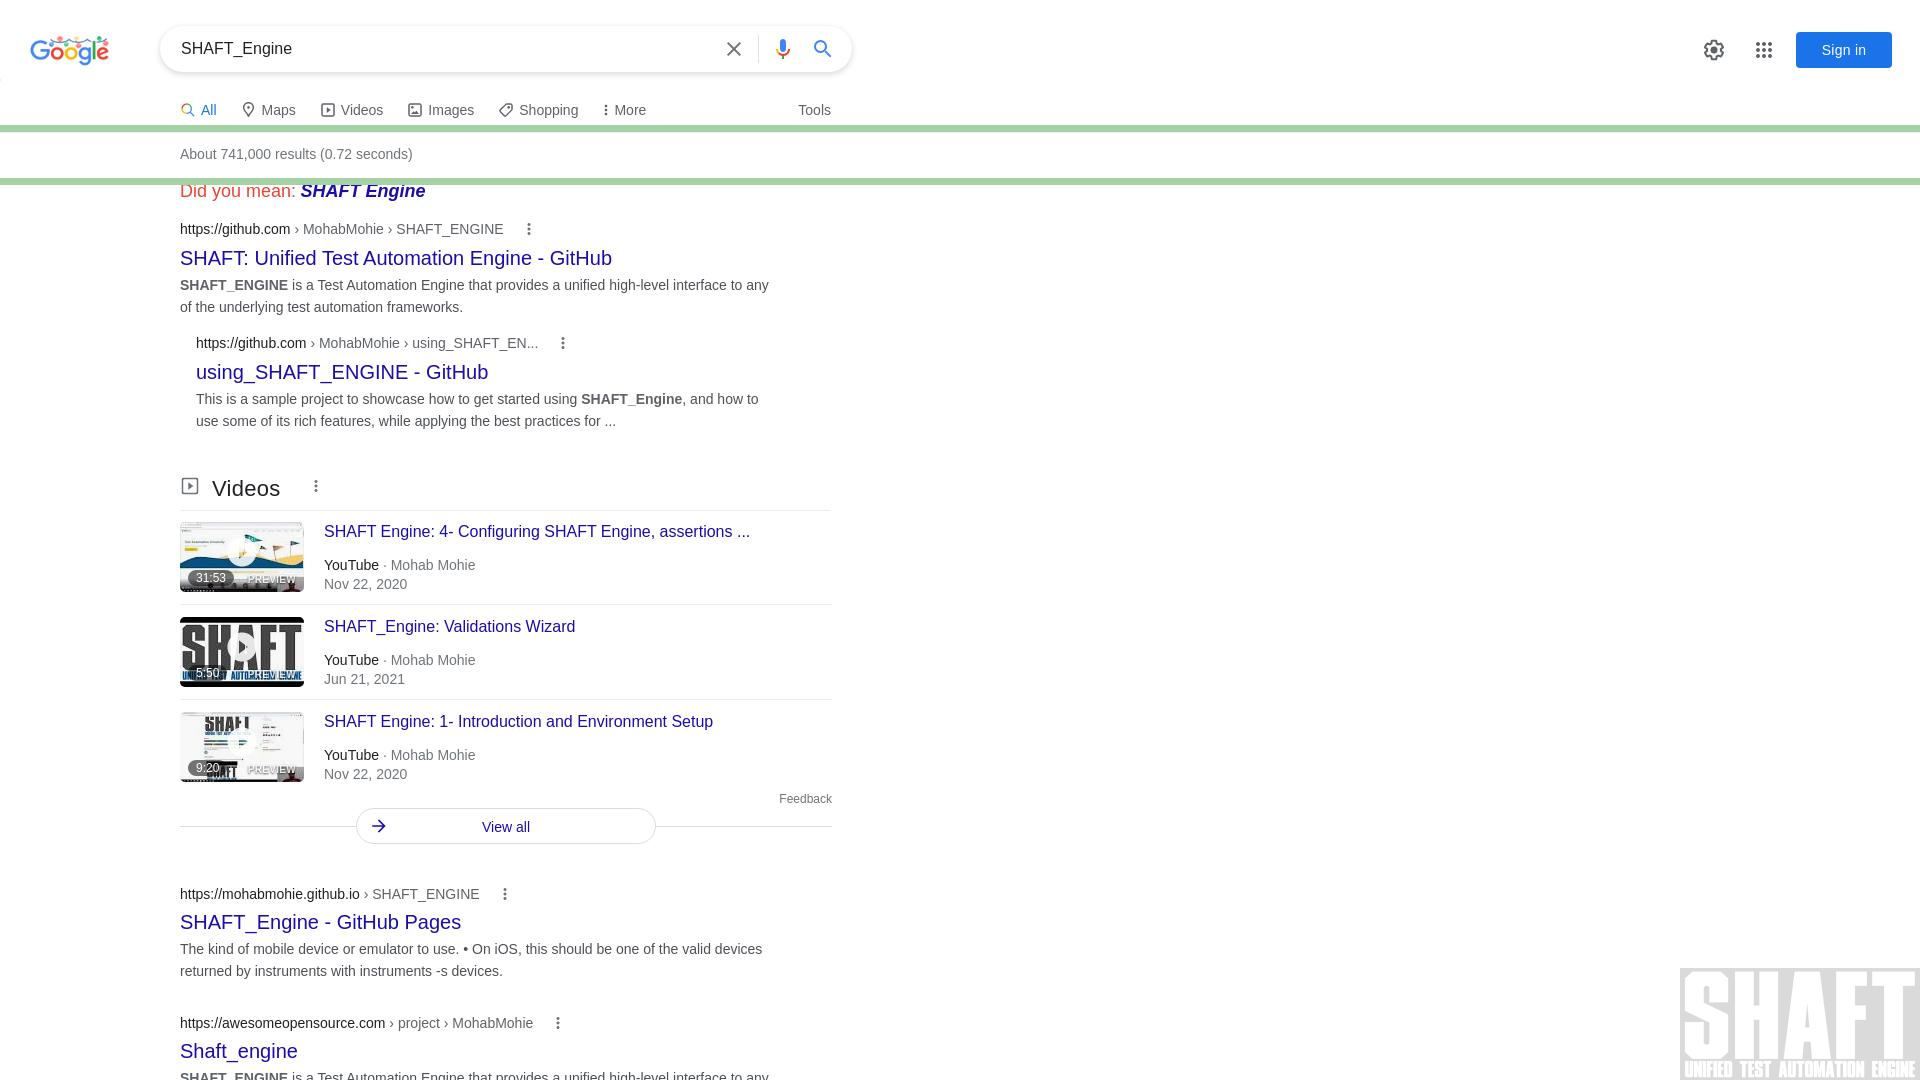 Google
SHAFT_Engine
Sign in
All
Maps
Videos
Images
Shopping
More
Tools
About 741,000 results (0.72 seconds)
Did you mean: SHAFT Engine
https://github.com › MohabMohie › SHAFT_ENGINE
SHAFT: Unified Test Automation Engine - GitHub
SHAFT_ENGINE is a Test Automation Engine that provides a unified high-level interface to any
of the underlying test automation frameworks.
https://github.com › MohabMohie › using_SHAFT_EN...
using_SHAFT_ENGINE - GitHub
This is a sample project to showcase how to get started using SHAFT_Engine, and how to
use some of its rich features, while applying the best practices for ...
Videos
SHAFT Engine: 4- Configuring SHAFT Engine, assertions ...
YouTube · Mohab Mohie
31:53
PREVIEW
Nov 22, 2020
SHAFT
SHAFT_Engine: Validations Wizard
YouTube · Mohab Mohie
5:50
PREVIEW
UNIFIED TEST AUTOMATION ENGINE
Jun 21, 2021
SHAFT
SHAFT Engine: 1- Introduction and Environment Setup
YouTube · Mohab Mohie
9:20
PREVIEW
SHAFT
Nov 22, 2020
Feedback
View all
https://mohabmohie.github.io › SHAFT_ENGINE
SHAFT_Engine - GitHub Pages
The kind of mobile device or emulator to use. • On iOS, this should be one of the valid devices
returned by instruments with instruments -s devices.
https://awesomeopensource.com › project › MohabMohie
Shaft_engine
SHAFT_ENGINE is a Test Automation Engine that provides a unified high-level interface to any
SHAFT
UNIFIED TEST AUTOMATION ENGINE